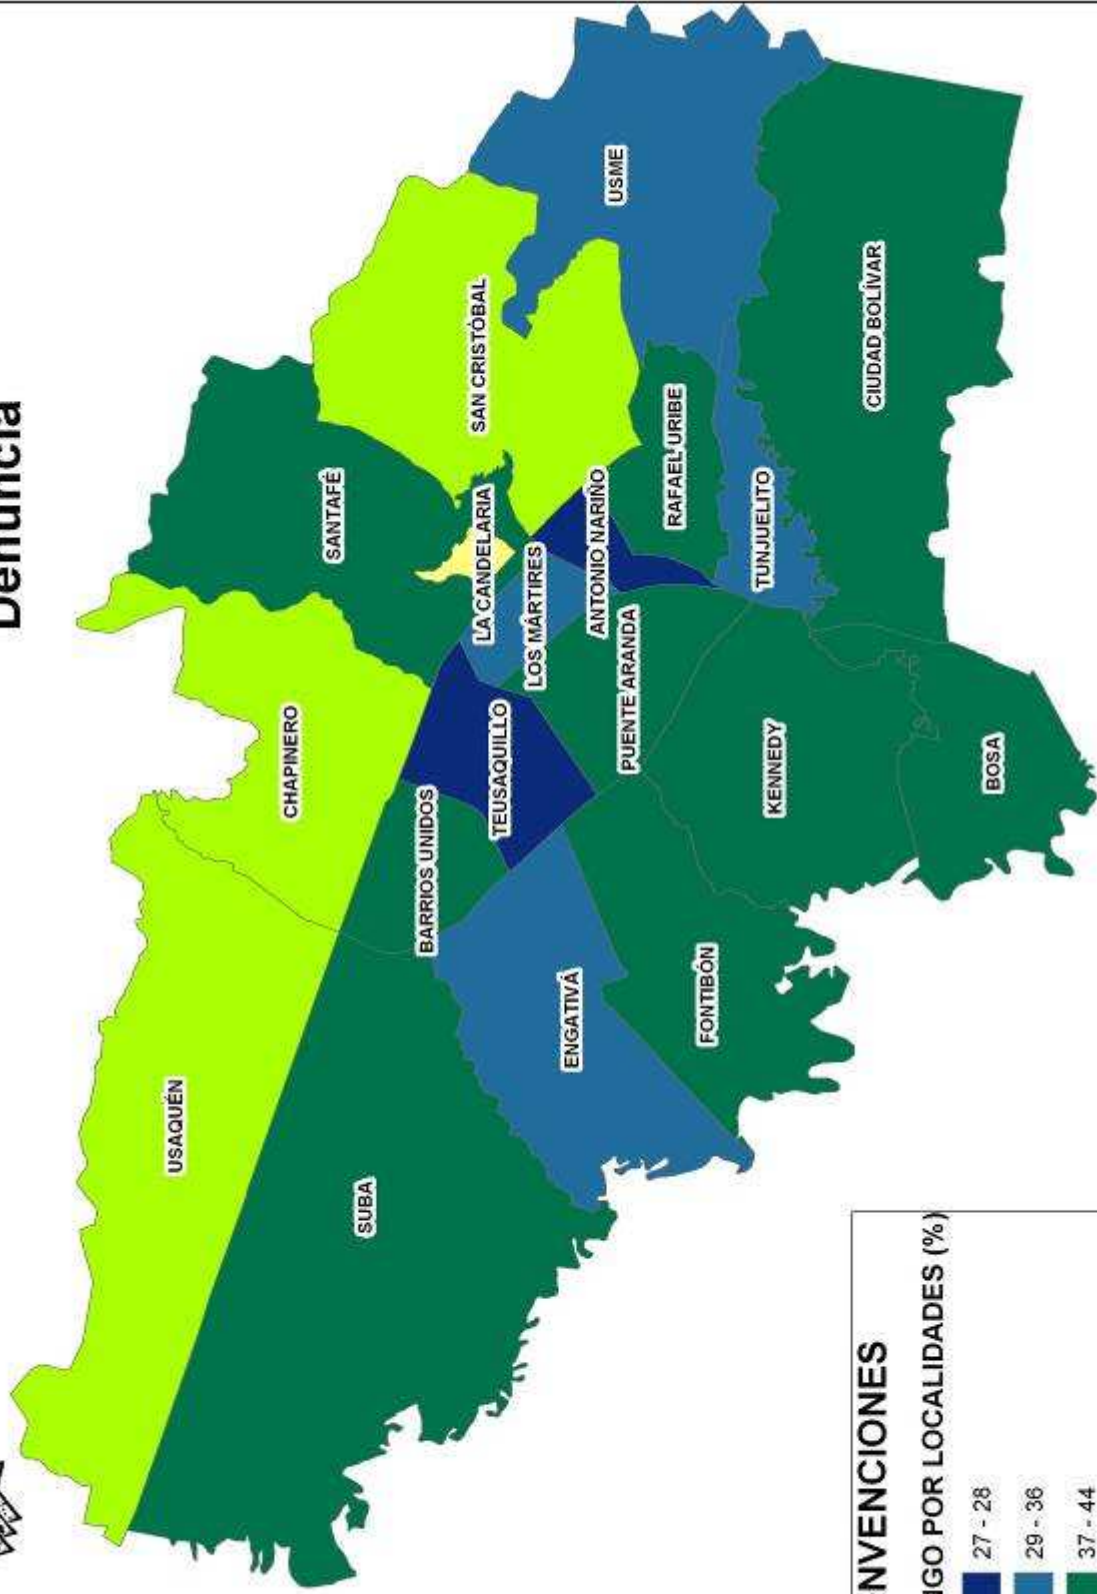 Denuncia
USAQUÉN
CHAPINERO
SANTAFÉ
SUBA
BARRIOS UNIDOS
TEUSAQUILLO
LA CANDELARIA
SAN CRISTÓBAL
LOS MÁRTIRES
ENGATIVÁ
ANTONIO NARIÑO
PUENTE ARANDA
USME
RAFAEL URIBE
FONTIBÓN
KENNEDY
TUNJUELITO
CIUDAD BOLÍVAR
BOSA
NVENCIONES
IGO POR LOCALIDADES (%)
27 - 28
29 - 36
37 - 44